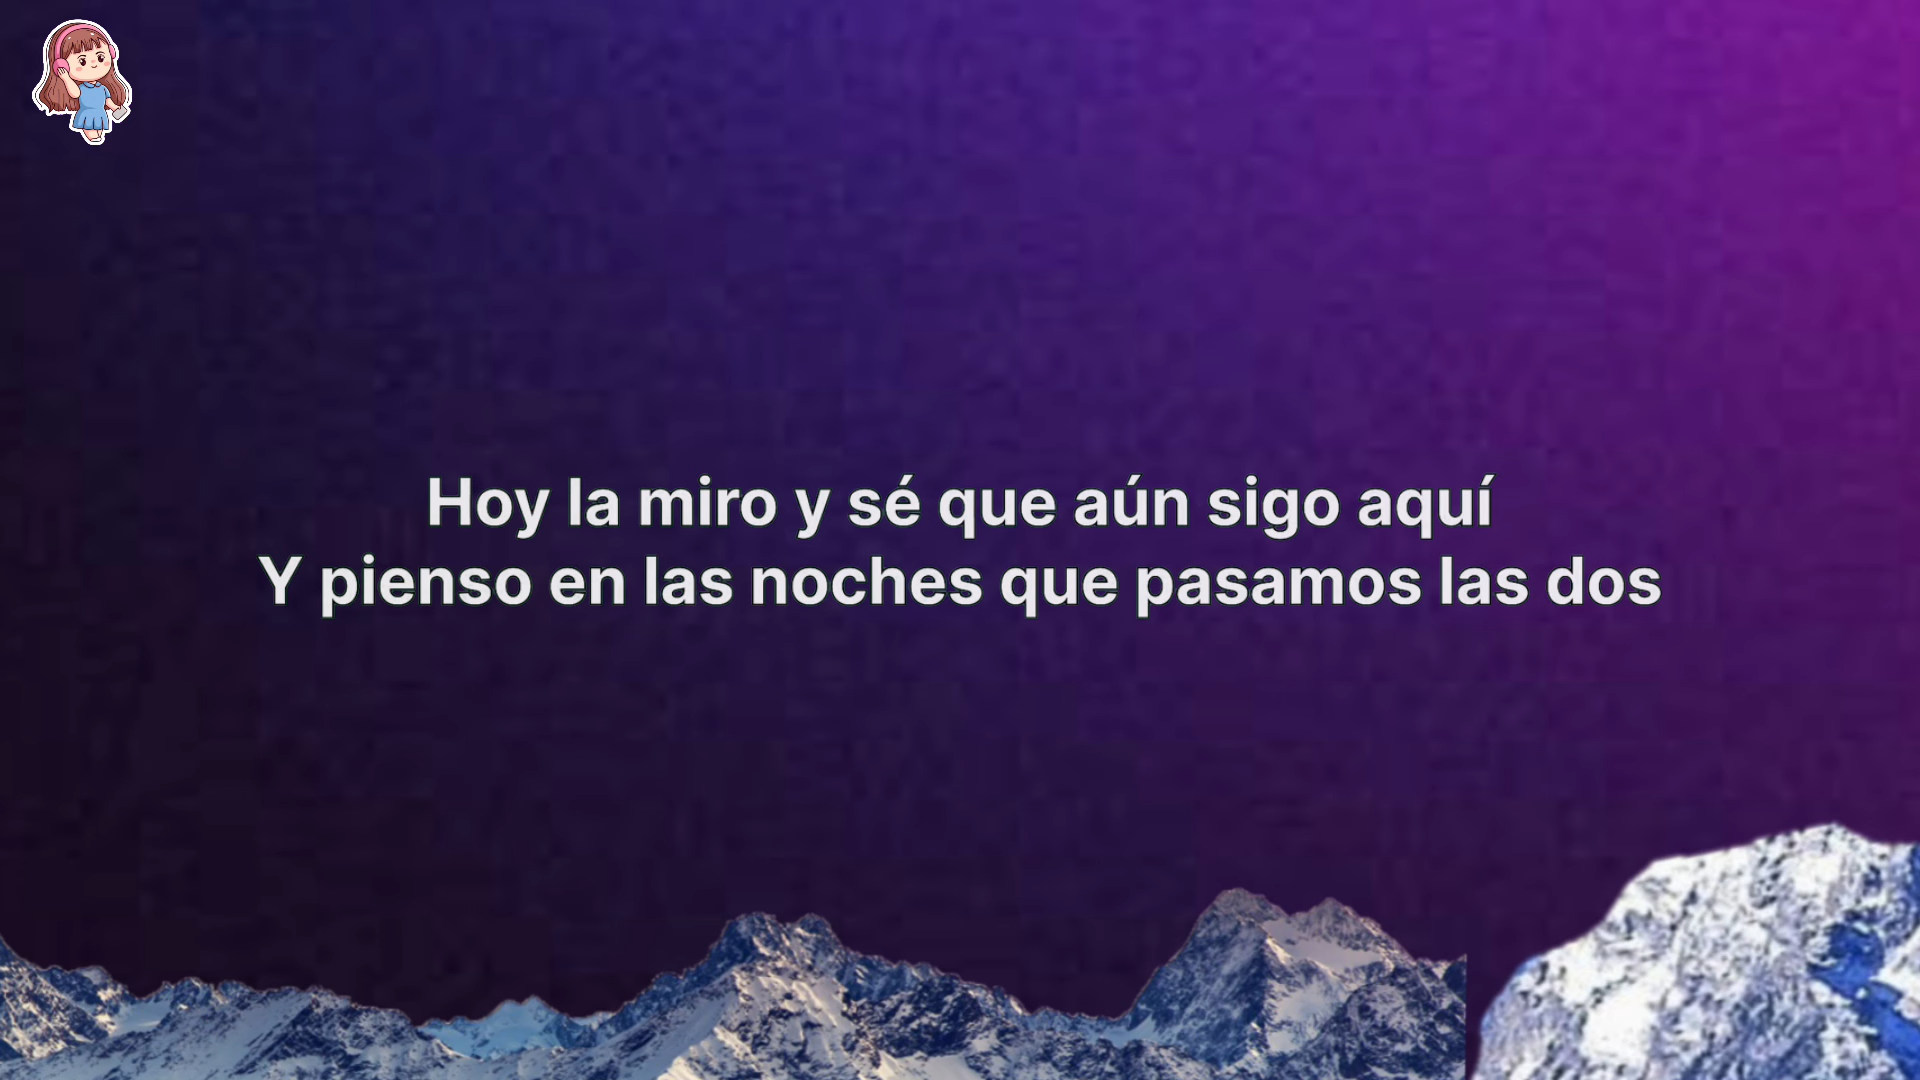 Hoy la miro y sé que aún sigo aquí
Y pienso en las noches que pasamos las dos